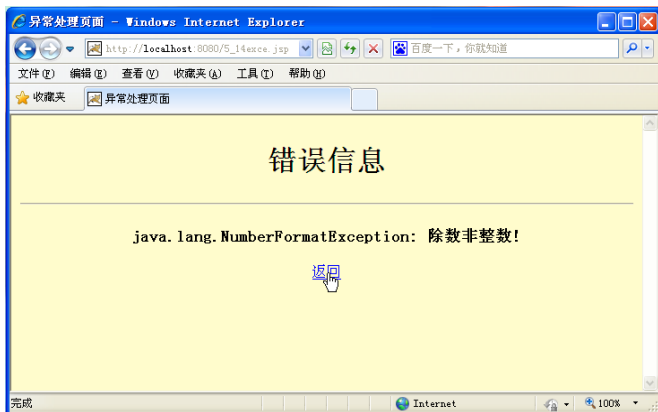 异常处理页面 - Windows Internet Explorer
http://localhost:8080/5_14exce.jsp 百度一下，你就知道
文件(F) 编辑(E) 查看(V) 收藏夹(A) 工具(T) 帮助(H)
收藏夹 异常处理页面
错误信息
java.lang.NumberFormatException: 除数非整数!
返回
完成 Internet 100%